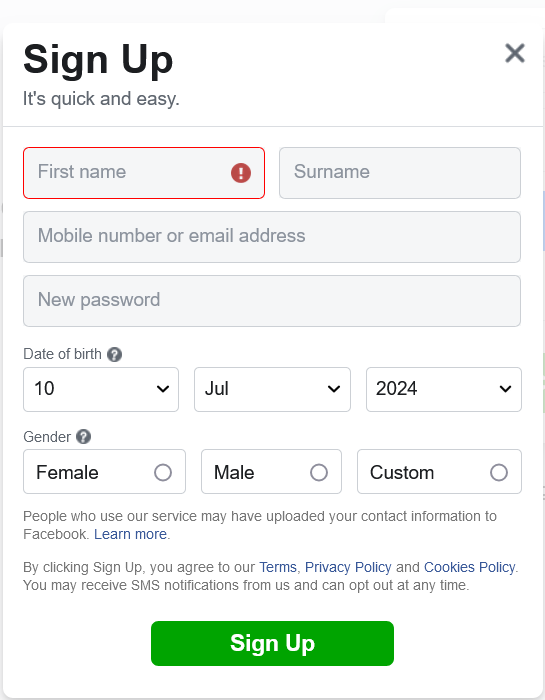 Sign Up
It's quick and easy.
First name
Surname
Mobile number or email address
New password
Date of birth ?
10 Jul 2024
Gender ?
Female Male Custom
People who use our service may have uploaded your contact information to
Facebook. Learn more.
By clicking Sign Up, you agree to our Terms, Privacy Policy and Cookies Policy.
You may receive SMS notifications from us and can opt out at any time.
Sign Up